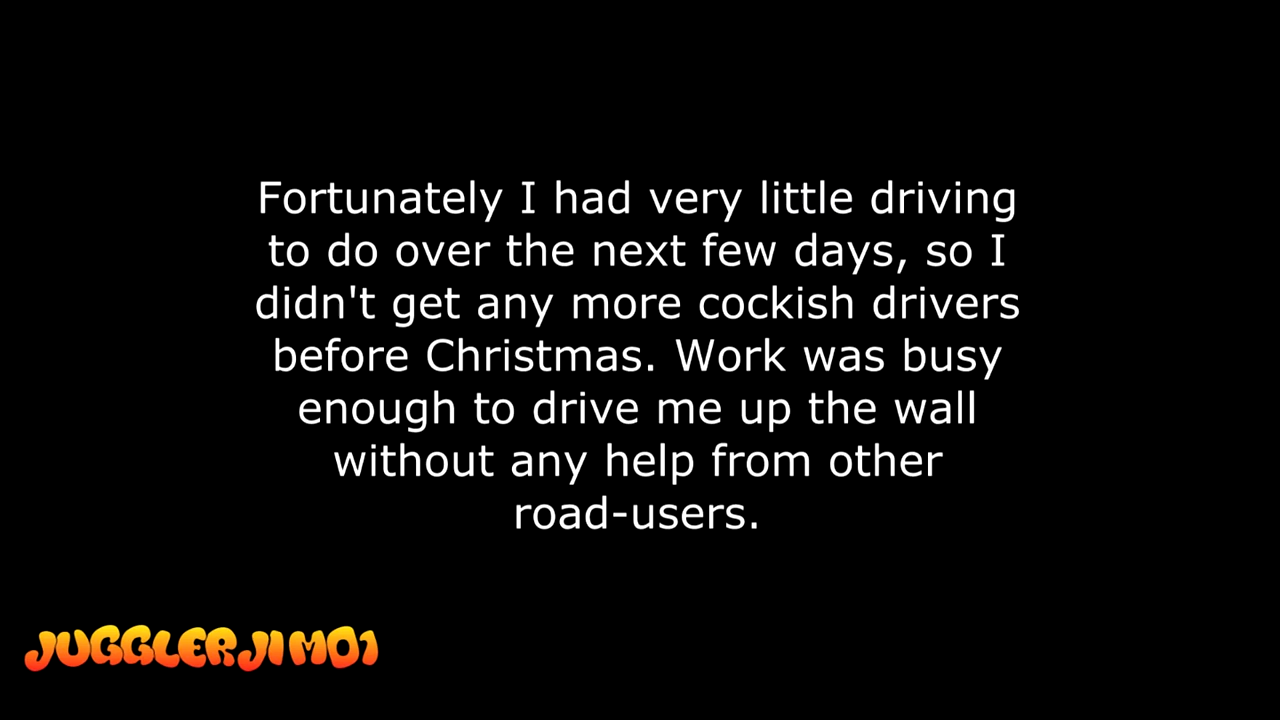 Fortunately I had very little driving
to do over the next few days, so I
didn't get any more cockish drivers
before Christmas. Work was busy
enough to drive me up the wall
without any help from other
road-users.
JUGGLERJIM01